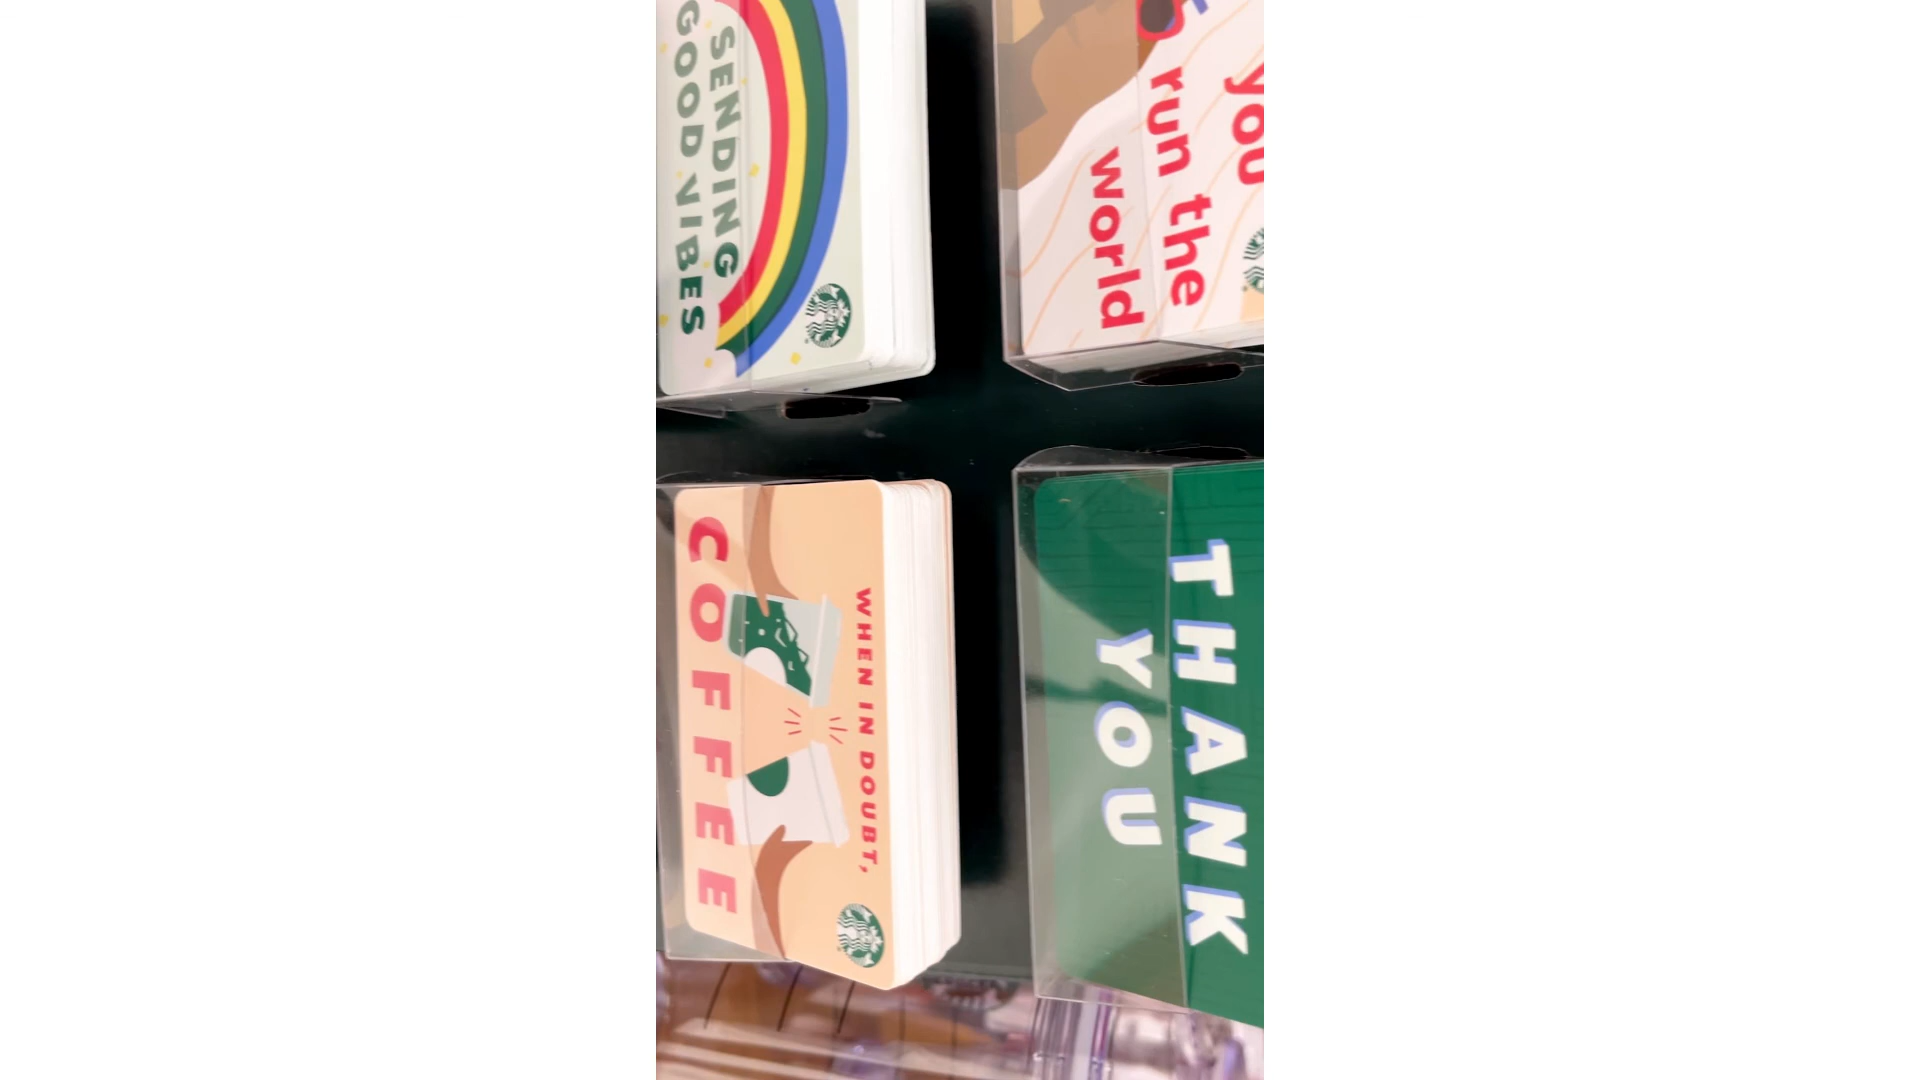 SENDING
GOOD VIBES
you
run the
world
WHEN IN DOUBT,
COFFEE
THANK
YOU